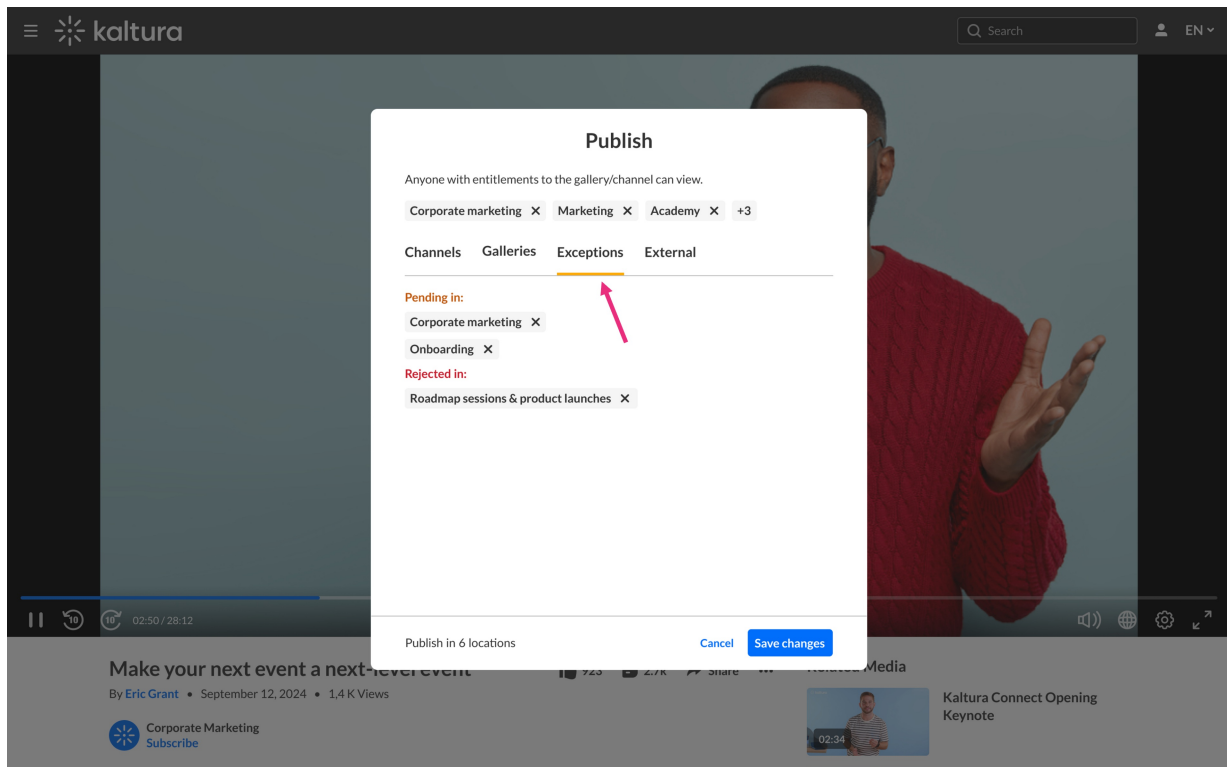 kaltura
Search
EN
Publish
Anyone with entitlements to the gallery/channel can view.
Corporate marketing Marketing Academy +3
Channels Galleries Exceptions External
Pending in:
Corporate marketing
Onboarding
Rejected in:
Roadmap sessions & product launches
10 10 02:50 / 28:12
Publish in 6 locations Cancel Save changes
Make your next event a next-level event
923 2.7k Share
Related Media
By Eric Grant • September 12, 2024 • 1,4 K Views
Corporate Marketing
Subscribe
02:34
Kaltura Connect Opening
Keynote